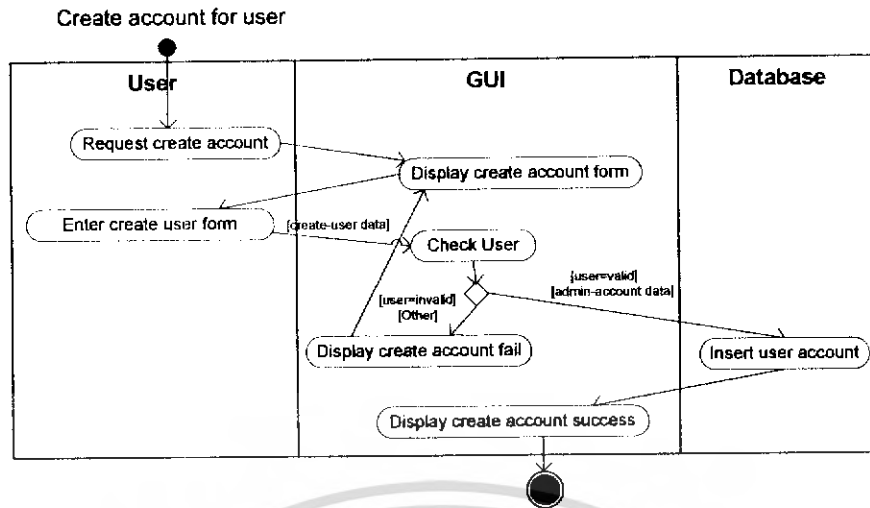 Create account for user
User
GUI
Database
Request create account
Display create account form
Enter create user form
[create-user data]
Check User
[user=valid]
[admin-account data]
[user=invalid]
[Other]
Display create account fail
Insert user account
Display create account success